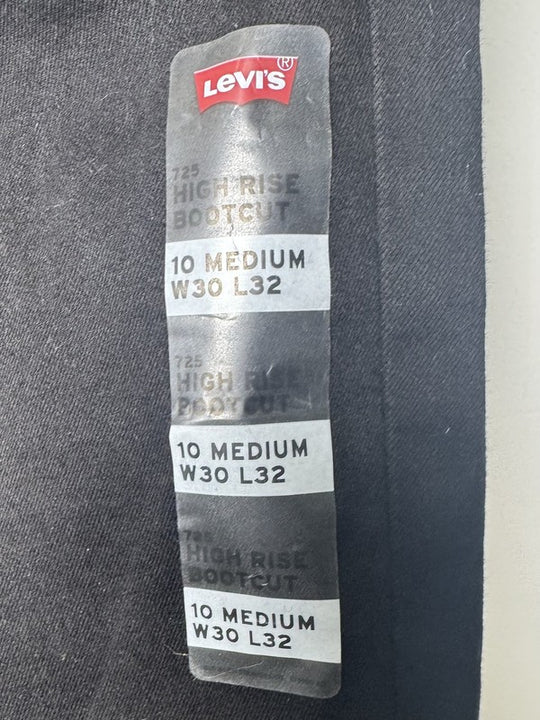 LEVI'S ®
725
HIGH RISE
BOOTCUT
10 MEDIUM
W30 L32
725
HIGH RISE
BOOTCUT
10 MEDIUM
W30 L32
725
HIGH RISE
BOOTCUT
10 MEDIUM
W30 L32